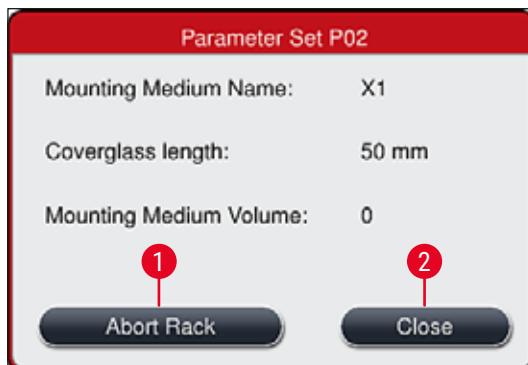 Parameter Set P02
Mounting Medium Name: X1
Coverglass length: 50 mm
Mounting Medium Volume: 0
1 2
Abort Rack Close